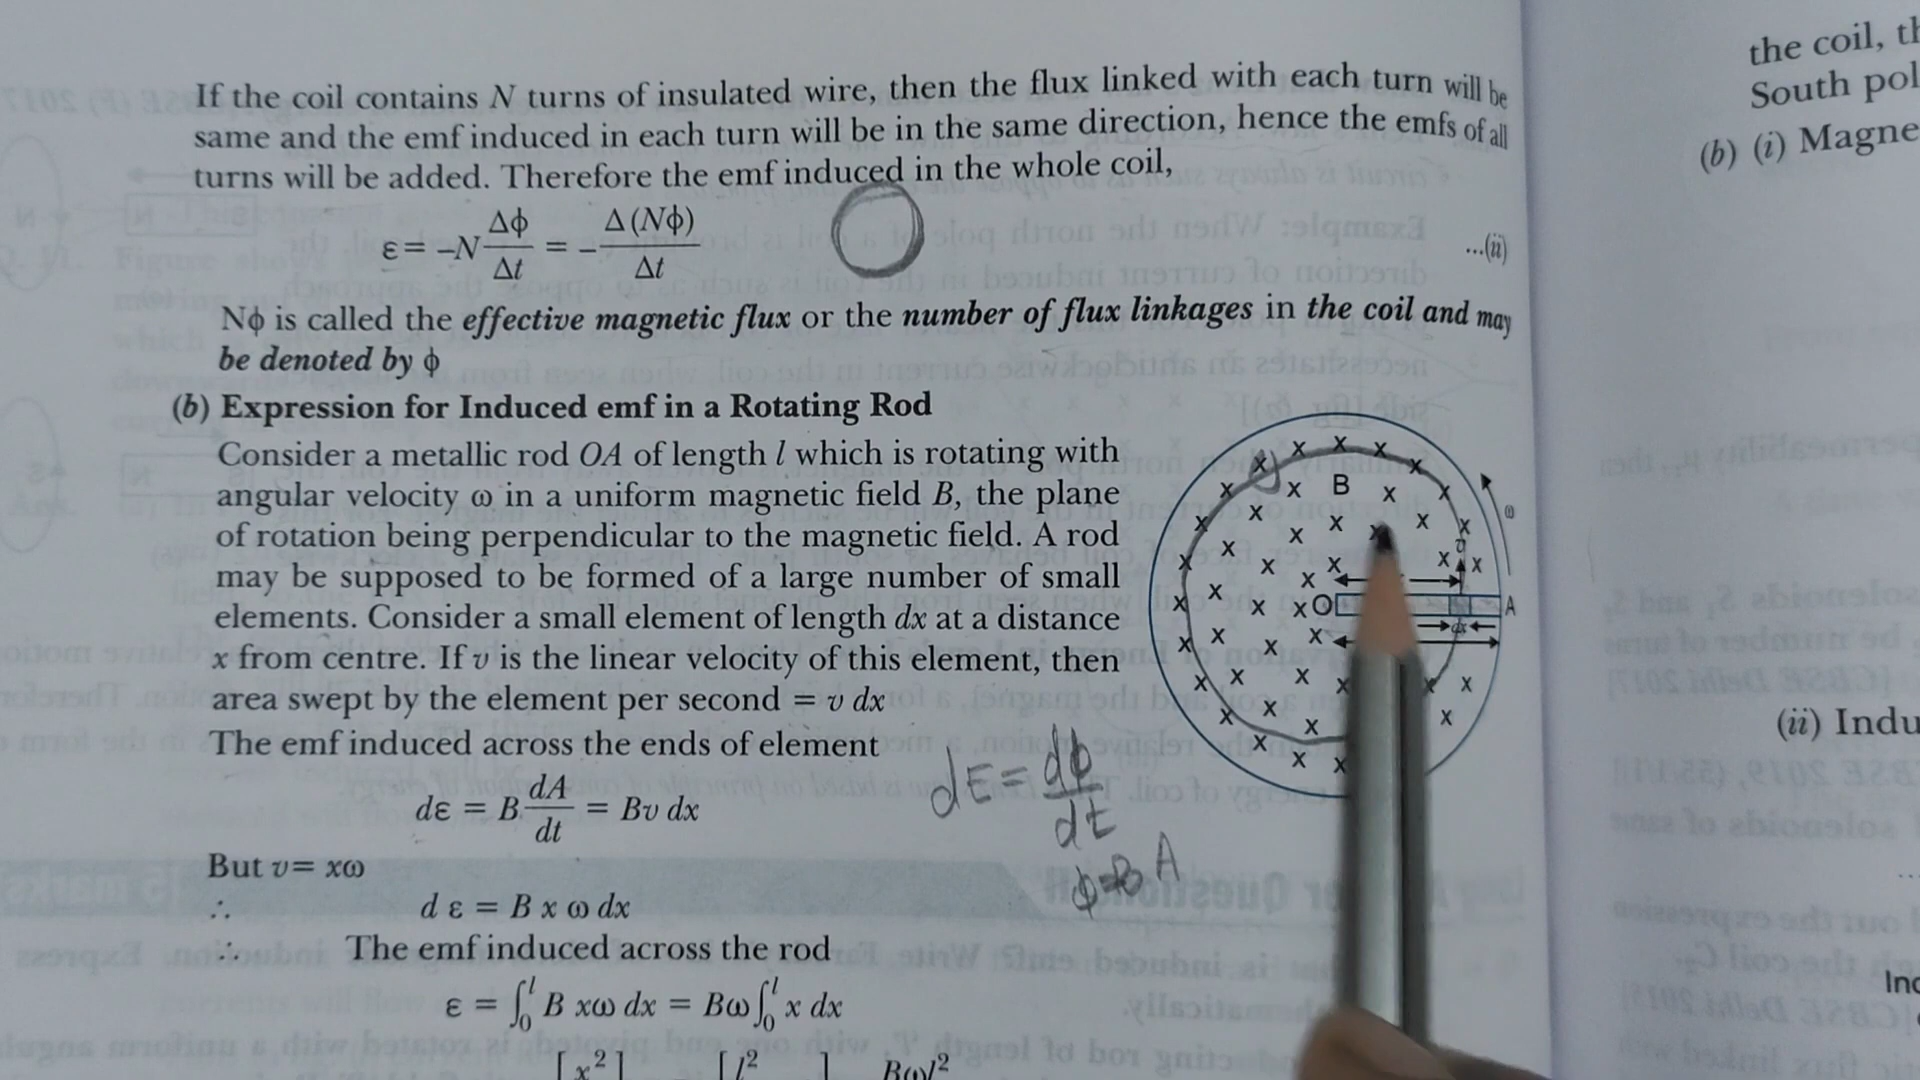 If the coil contains N turns of insulated wire, then the flux linked with each turn will be
same and the emf induced in each turn will be in the same direction, hence the emfs of all
turns will be added. Therefore the emf induced in the whole coil,
ε = –N Δϕ/Δt = – Δ(Nϕ)/Δt ...(ii)
Nϕ is called the effective magnetic flux or the number of flux linkages in the coil and may
be denoted by ϕ
(b) Expression for Induced emf in a Rotating Rod
Consider a metallic rod OA of length l which is rotating with
angular velocity ω in a uniform magnetic field B, the plane
of rotation being perpendicular to the magnetic field. A rod
may be supposed to be formed of a large number of small
elements. Consider a small element of length dx at a distance
x from centre. If v is the linear velocity of this element, then
area swept by the element per second = v dx
The emf induced across the ends of element
dε = B dA/dt = Bv dx
But v = xω
∴ d ε = B x ω dx
∴ The emf induced across the rod
ε = ∫₀ˡ B xω dx = Bω ∫₀ˡ x dx
[x²] [l² ] Bωl²
B
ω
v
O A
dx
dE = dϕ/dt
ϕ=BA
the coil, th
South pol
(b) (i) Magne
(ii) Indu
Ind